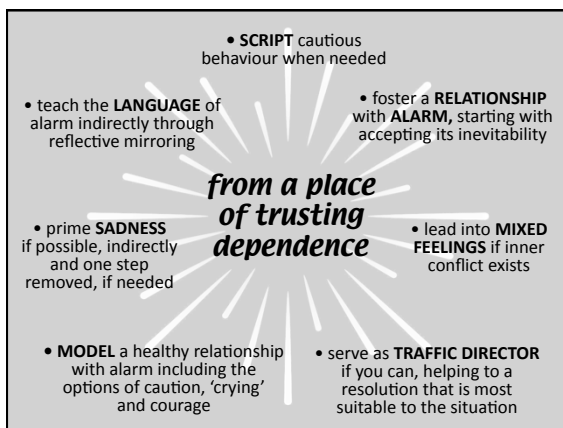 • SCRIPT cautious
behaviour when needed
• teach the LANGUAGE of
alarm indirectly through
reflective mirroring
• foster a RELATIONSHIP
with ALARM, starting with
accepting its inevitability
from a place
of trusting
dependence
• prime SADNESS
if possible, indirectly
and one step
removed, if needed
• lead into MIXED
FEELINGS if inner
conflict exists
• MODEL a healthy relationship
with alarm including the
options of caution, ‘crying’
and courage
• serve as TRAFFIC DIRECTOR
if you can, helping to a
resolution that is most
suitable to the situation